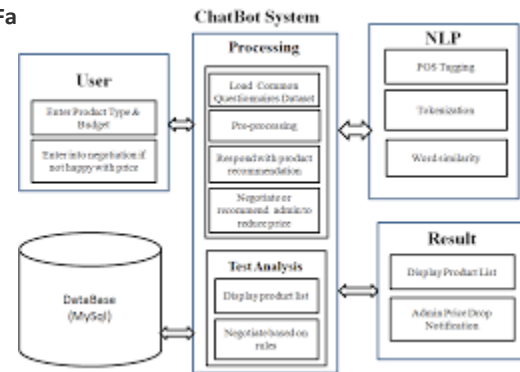 Fa
ChatBot System
User
Enter Product Type &
Budget
Enter into negotiation if
not happy with price
DataBase
(MySql)
Processing
Load Common
Questionnaires Dataset
Pre-processing
Respond with product
recommendation
Negotiate or
recommend admin to
reduce price
Test Analysis
Display product list
Negotiate based on
rules
NLP
POS Tagging
Tokenization
Word similarity
Result
Display Product List
Admin Price Drop
Notification